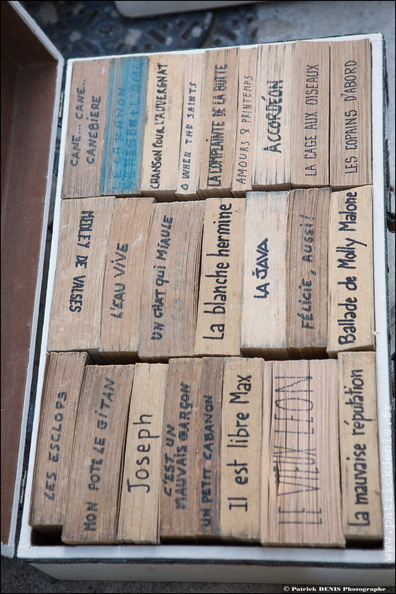 CANE... CANE...
CANEBIÈRE
CHANSON POUR L'AUVERGNAT
O WHEN THE SAINTS
LA COMPLAINTE DE LA BUTTE
AMOURS & PRINTEMPS
ACCORDÉON
LA CAGE AUX OISEAUX
LES COPAINS D'ABORD
MEDLEY DE VALSES
L'EAU VIVE
UN CHAT QUI MIAULE
La blanche hermine
LA JAVA
FÉLICIE, AUSSI!
Ballade de Molly Malone
LES ESCLOPS
MON POTE LE GITAN
Joseph
C'EST UN
MAUVAIS GARÇON
UN PETIT CABANON
Il est libre Max
LE VIEUX LÉON
La mauvaise réputation
© Patrick DENIS Photographe